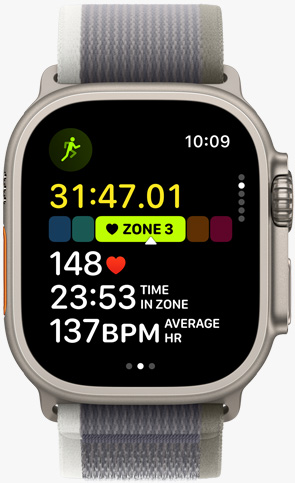 10:09
31:47.01
ZONE 3
148
23:53 TIME IN ZONE
137BPM AVERAGE HR